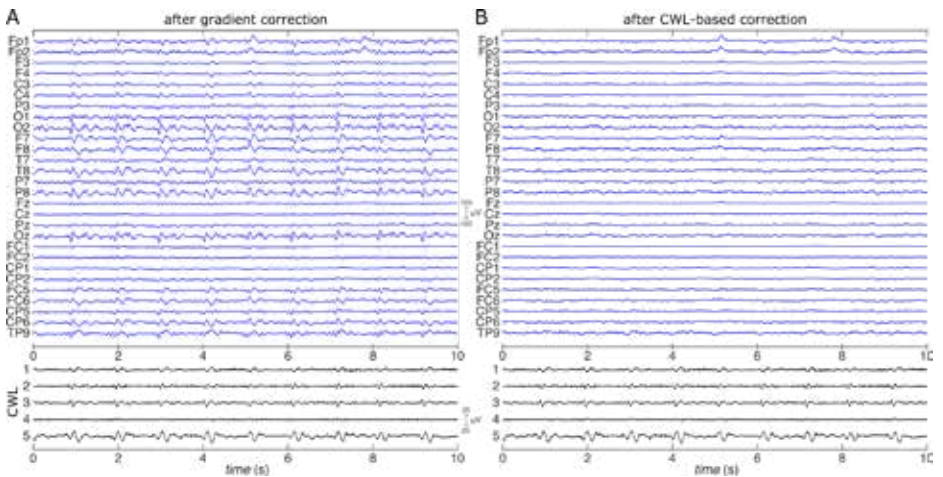 A
after gradient correction
Fp1
Fp2
F3
F4
C3
C4
P3
O1
O2
F7
F8
T7
T8
P7
P8
Fz
Cz
Pz
Oz
FC1
FC2
CP1
CP2
FC5
FC6
CP5
CP6
TP9
0 2 4 6 8 10
CWL
1
2
3
4
5
0 2 4 6 8 10
time (s)
μV
μV
B
after CWL-based correction
Fp1
Fp2
F3
F4
C3
C4
P3
O1
O2
F7
F8
T7
T8
P7
P8
Fz
Cz
Pz
Oz
FC1
FC2
CP1
CP2
FC5
FC6
CP5
CP6
TP9
0 2 4 6 8 10
1
2
3
4
5
0 2 4 6 8 10
time (s)